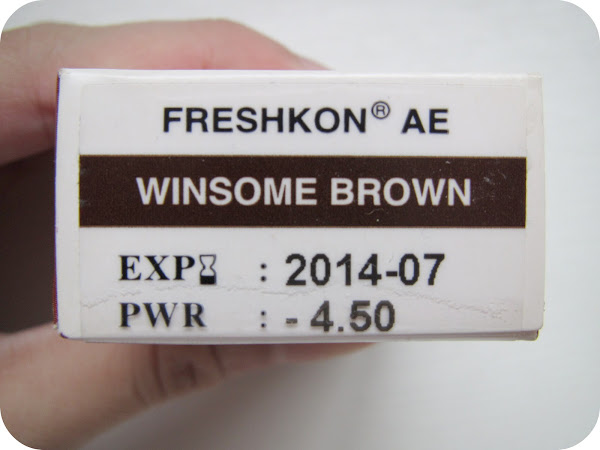 FRESHKON® AE
WINSOME BROWN
EXP⌛ : 2014-07
PWR : - 4.50